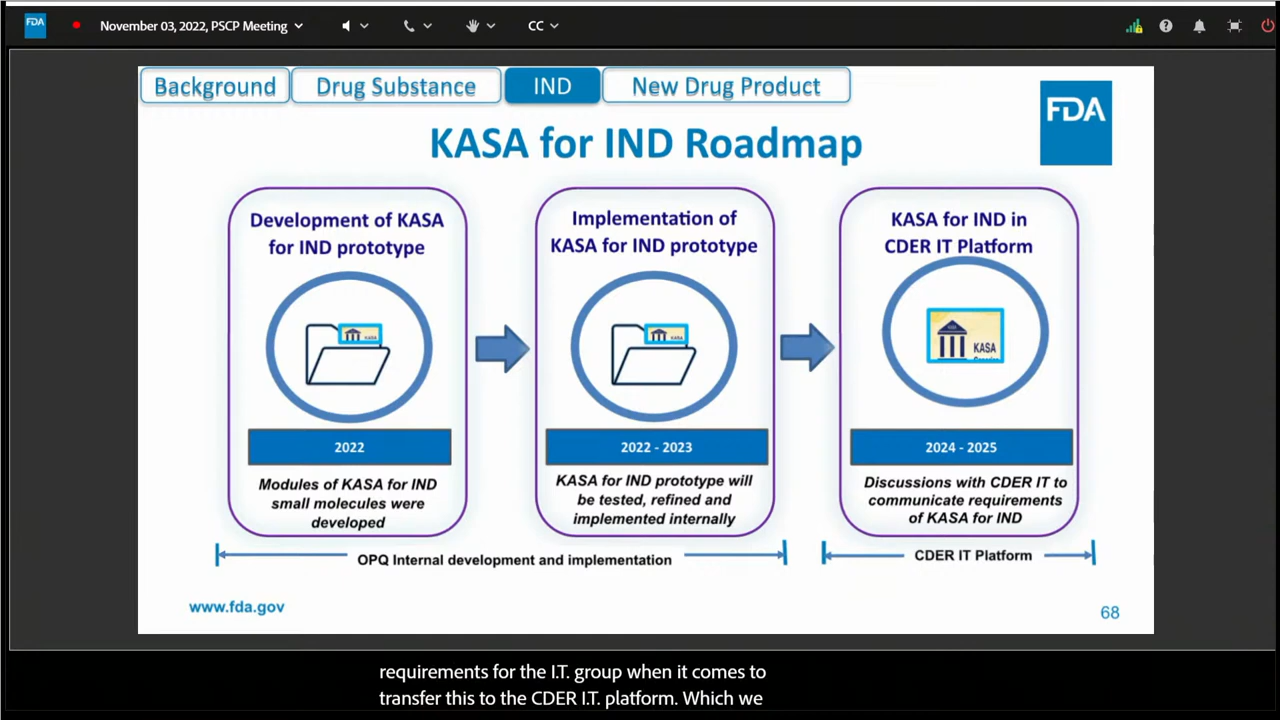 FDA
November 03, 2022, PSCP Meeting
CC
Background
Drug Substance
IND
New Drug Product
KASA for IND Roadmap
FDA
Development of KASA
for IND prototype
KASA
2022
Modules of KASA for IND
small molecules were
developed
Implementation of
KASA for IND prototype
KASA
2022 - 2023
KASA for IND prototype will
be tested, refined and
implemented internally
KASA for IND in
CDER IT Platform
KASA
2024 - 2025
Discussions with CDER IT to
communicate requirements
of KASA for IND
OPQ Internal development and implementation
CDER IT Platform
www.fda.gov
68
requirements for the I.T. group when it comes to
transfer this to the CDER I.T. platform. Which we